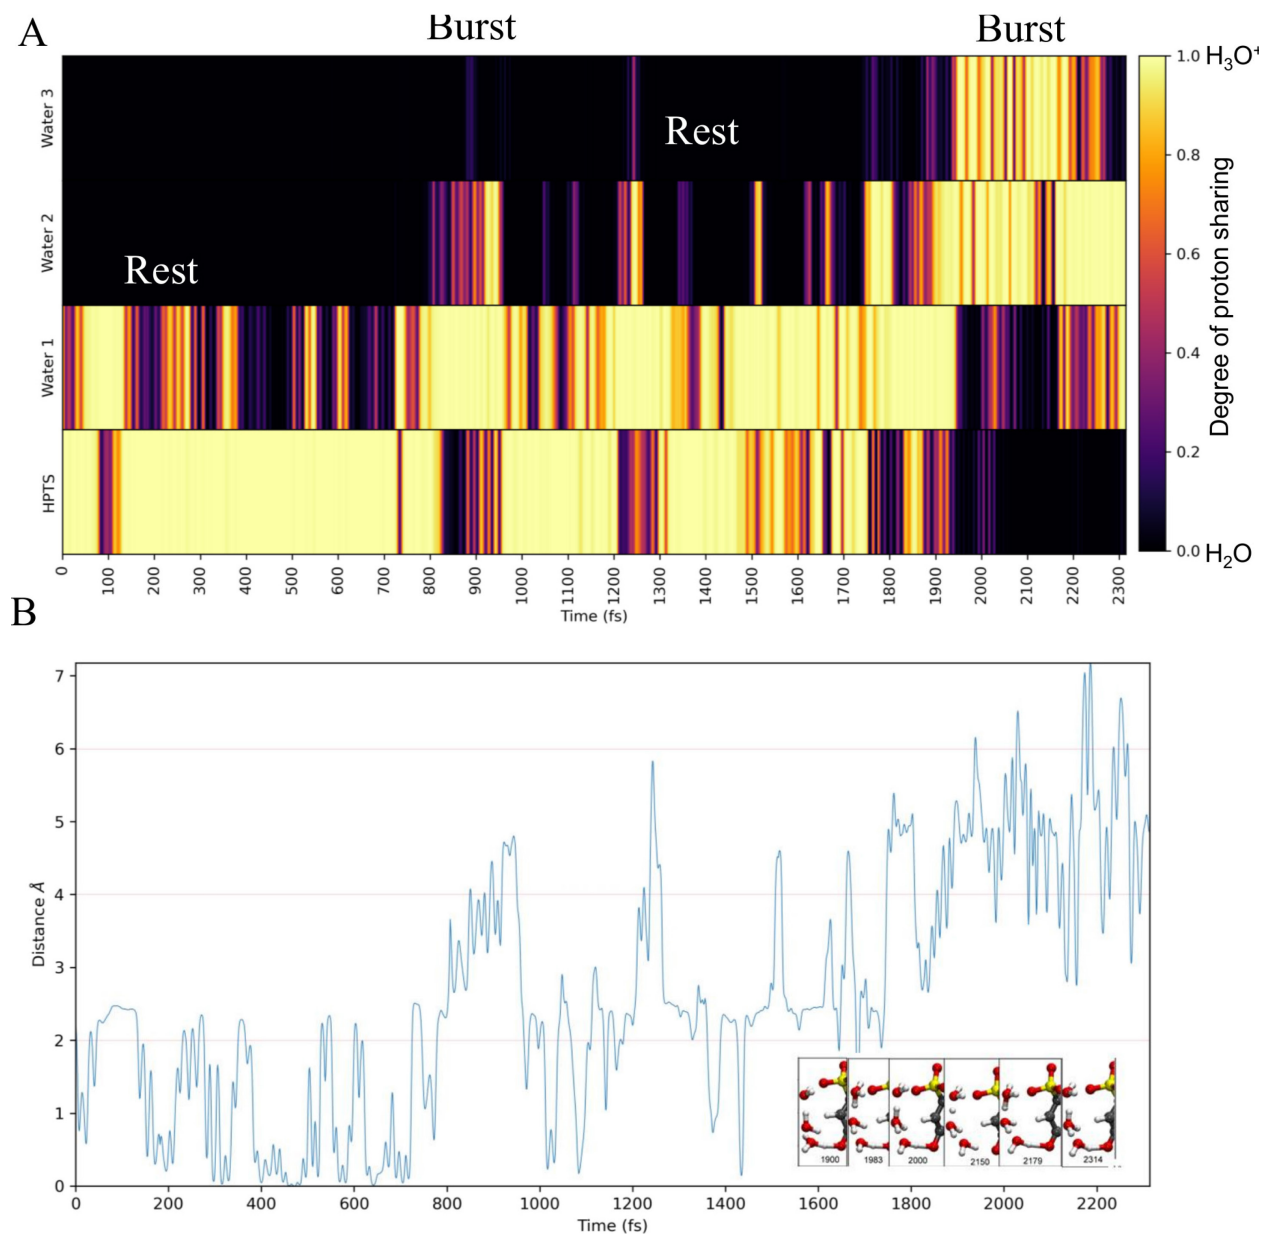 A
Burst
Burst
Water 3
Water 2
Water 1
HPTS
Rest
Rest
1.0
0.8
0.6
0.4
0.2
0.0
H₃O⁺
H₂O
Degree of proton sharing
0 100 200 300 400 500 600 700 800 900 1000 1100 1200 1300 1400 1500 1600 1700 1800 1900 2000 2100 2200 2300
Time (fs)
B
7
6
5
4
3
2
1
0
Distance Å
1900 1983 2000 2150 2179 2314
0 200 400 600 800 1000 1200 1400 1600 1800 2000 2200
Time (fs)